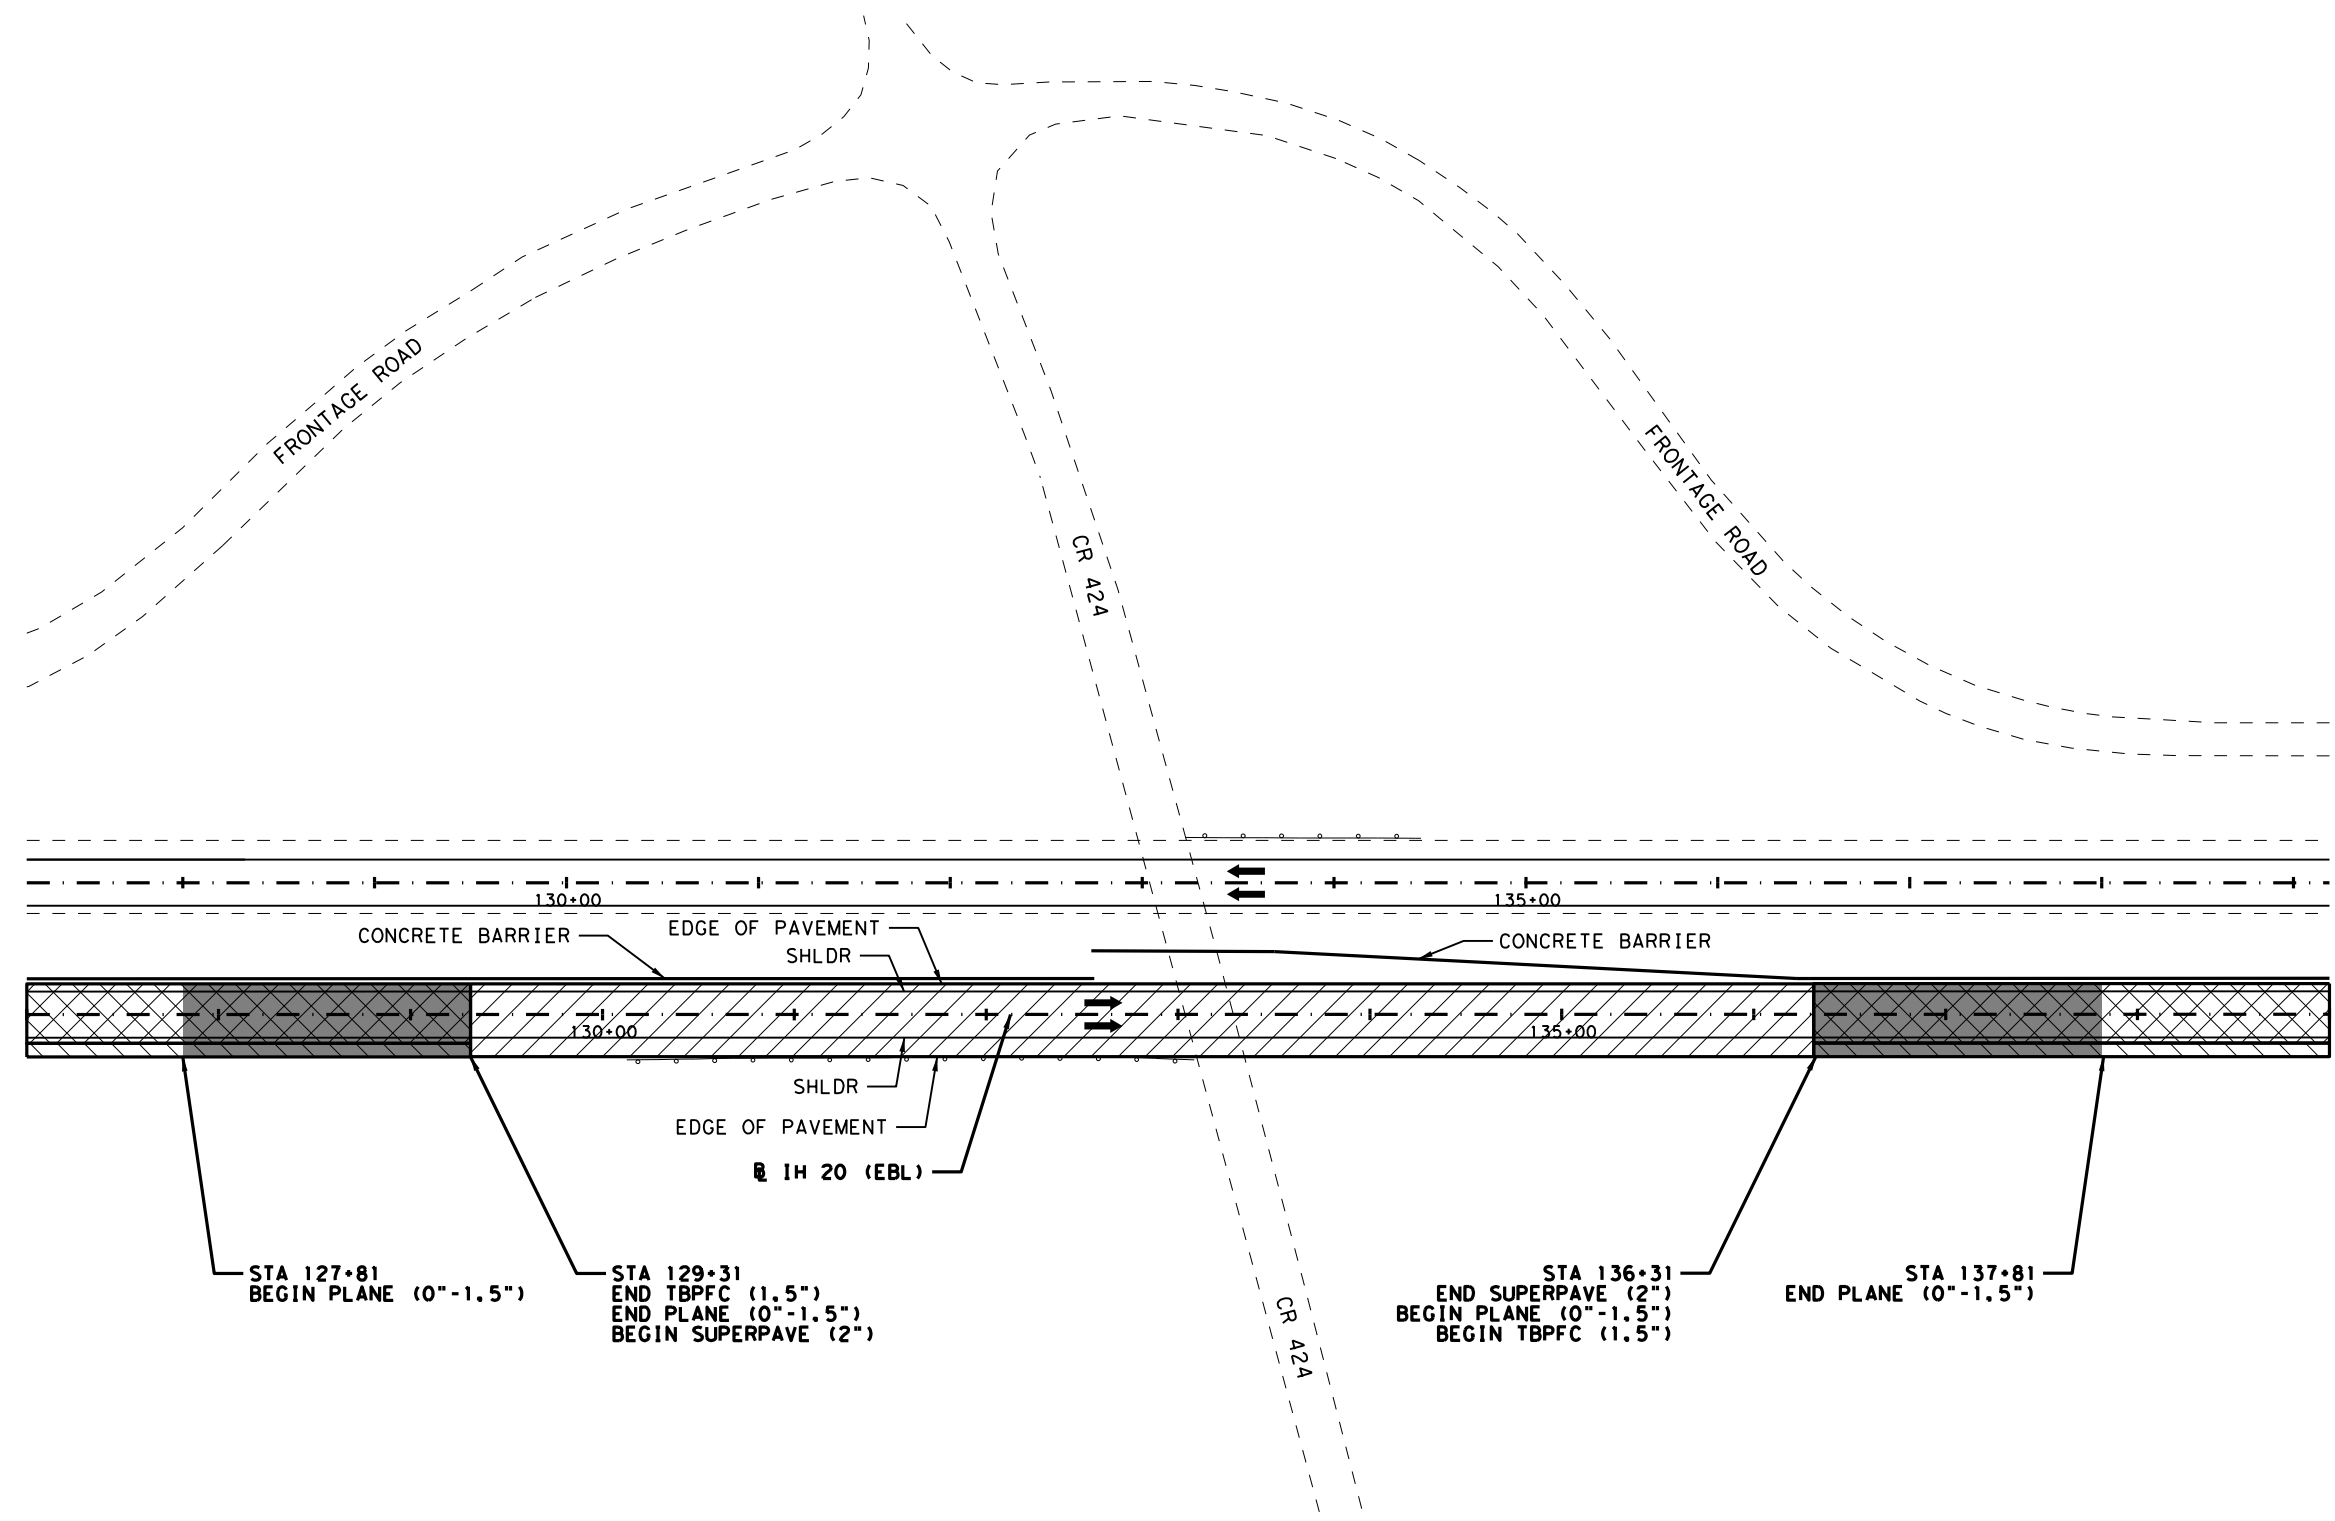 FRONTAGE ROAD
FRONTAGE ROAD
CR 424
130+00
135+00
EDGE OF PAVEMENT
CONCRETE BARRIER
CONCRETE BARRIER
SHLDR
130+00
135+00
SHLDR
EDGE OF PAVEMENT
BL IH 20 (EBL)
STA 127+81
BEGIN PLANE (0"-1.5")
STA 129+31
END TBPFC (1.5")
END PLANE (0"-1.5")
BEGIN SUPERPAVE (2")
STA 136+31
END SUPERPAVE (2")
BEGIN PLANE (0"-1.5")
BEGIN TBPFC (1.5")
STA 137+81
END PLANE (0"-1.5")
CR 424